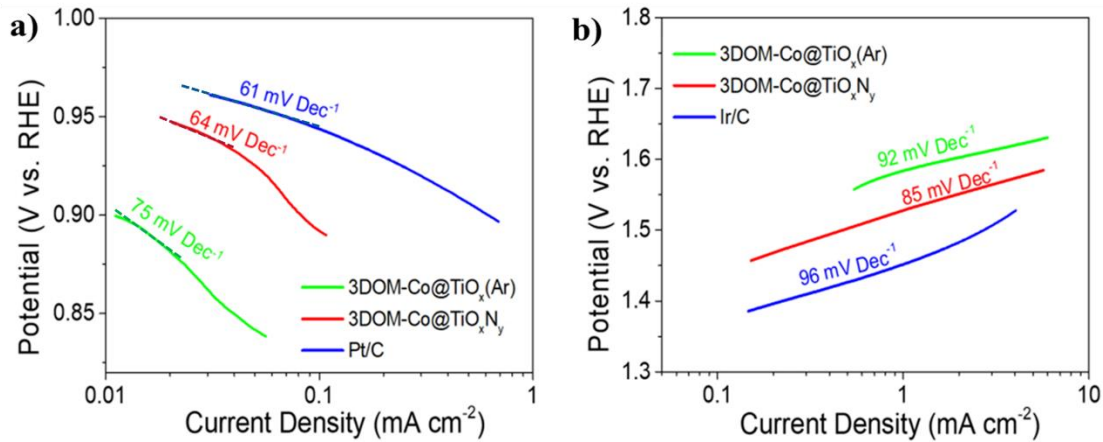 a)
Potential (V vs. RHE)
1.00
0.95
0.90
0.85
61 mV Dec⁻¹
64 mV Dec⁻¹
75 mV Dec⁻¹
3DOM-Co@TiOₓ(Ar)
3DOM-Co@TiOₓNᵧ
Pt/C
0.01 0.1 1
Current Density (mA cm⁻²)
b)
Potential (V vs. RHE)
1.8
1.7
1.6
1.5
1.4
1.3
3DOM-Co@TiOₓ(Ar)
3DOM-Co@TiOₓNᵧ
Ir/C
92 mV Dec⁻¹
85 mV Dec⁻¹
96 mV Dec⁻¹
0.1 1 10
Current Density (mA cm⁻²)